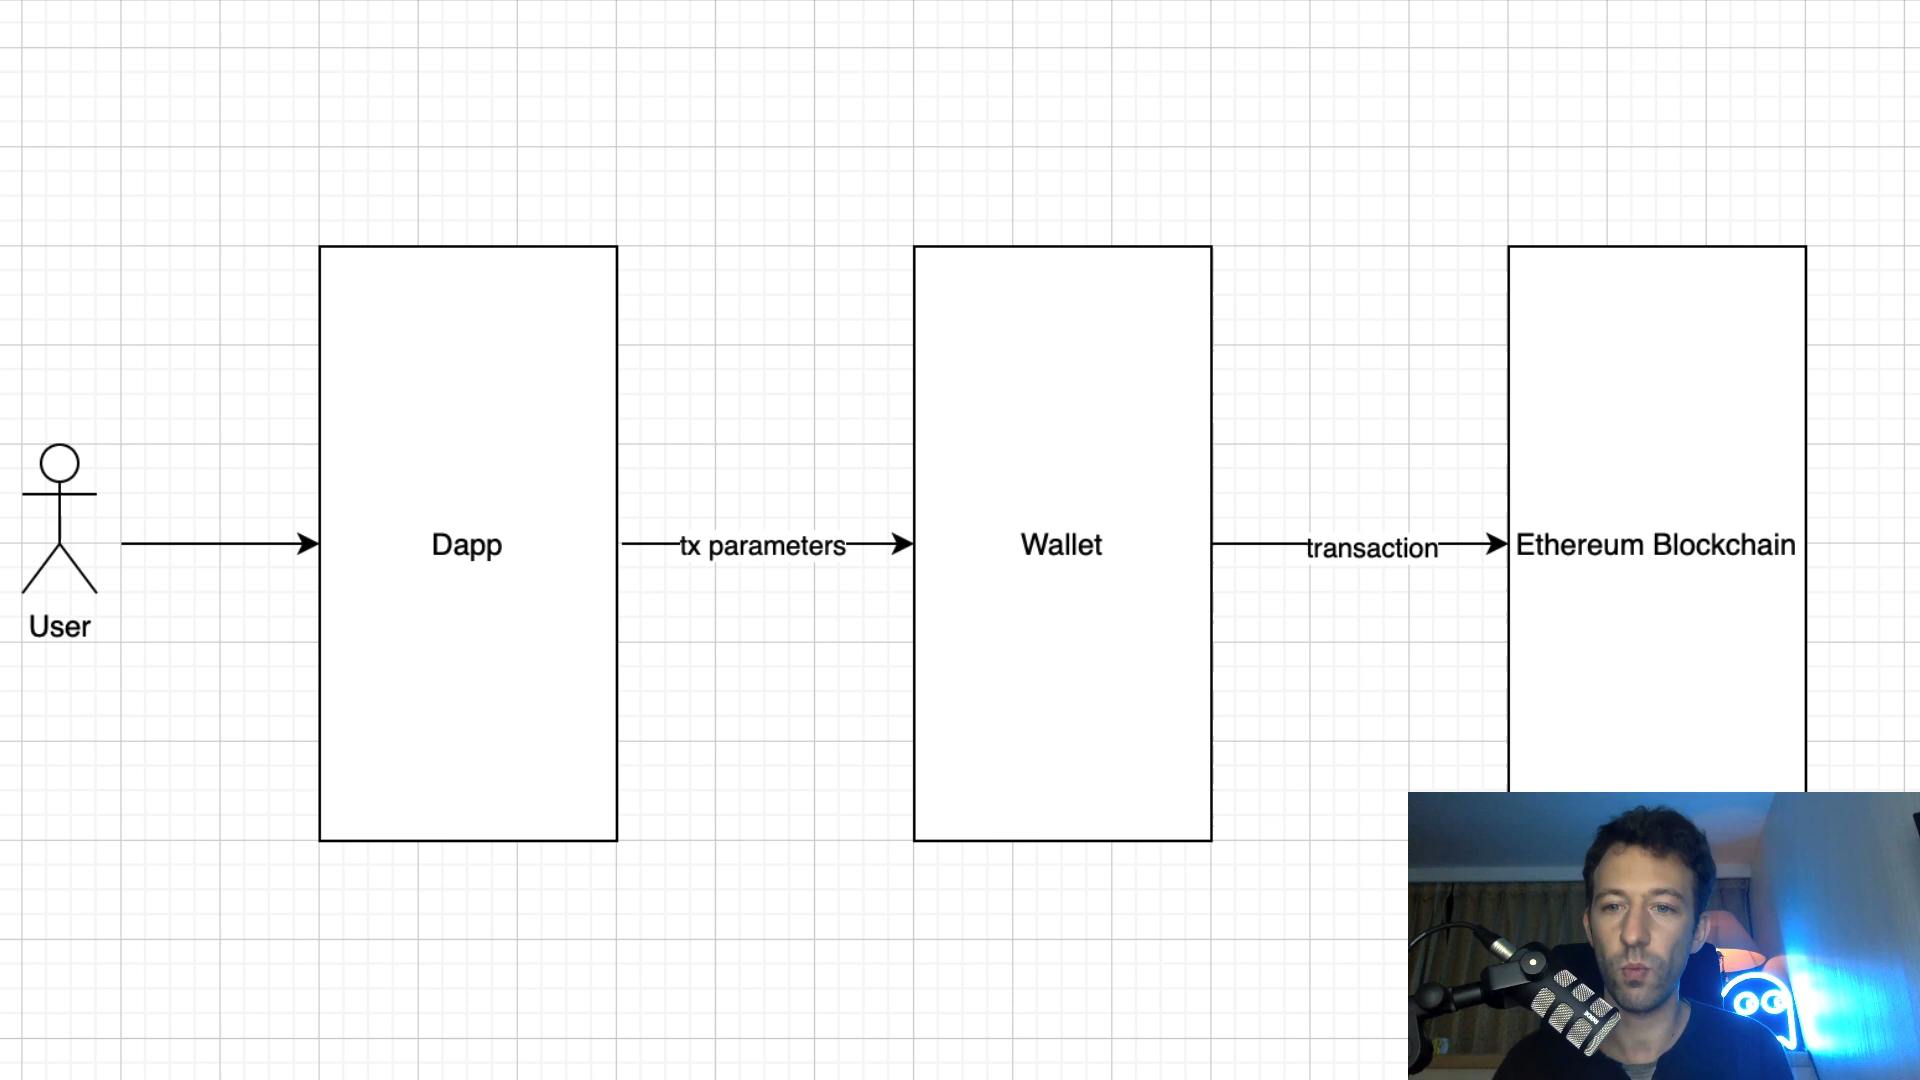 User
Dapp
tx parameters
Wallet
transaction
Ethereum Blockchain